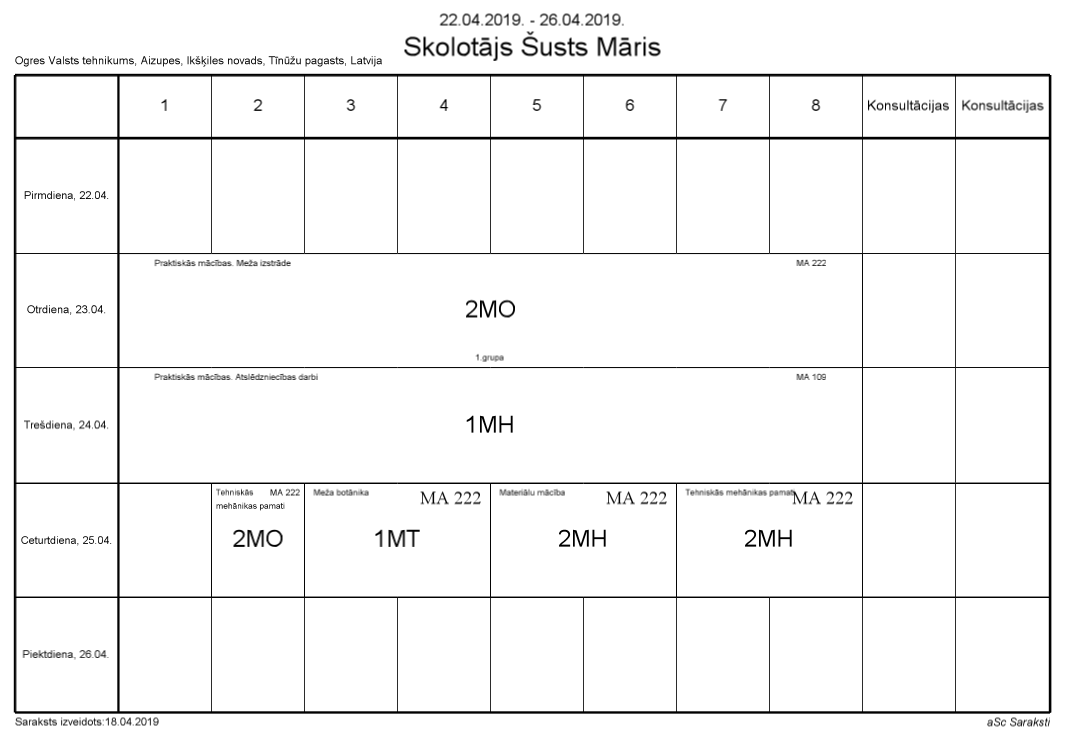 22.04.2019. - 26.04.2019.
Skolotājs Šusts Māris
Ogres Valsts tehnikums, Aizupes, Ikšķiles novads, Tīnūžu pagasts, Latvija
1 2 3 4 5 6 7 8 Konsultācijas Konsultācijas
Pirmdiena, 22.04.
Praktiskās mācības. Meža izstrāde MA 222
Otrdiena, 23.04. 2MO
1.grupa
Praktiskās mācības. Atslēdzniecības darbi MA 109
Trešdiena, 24.04. 1MH
Tehniskās MA 222 Meža botānika MA 222 Materiālu mācība MA 222 Tehniskās mehānikas pamati MA 222
mehānikas pamati
Ceturtdiena, 25.04. 2MO 1MT 2MH 2MH
Piektdiena, 26.04.
Saraksts izveidots:18.04.2019 aSc Saraksti